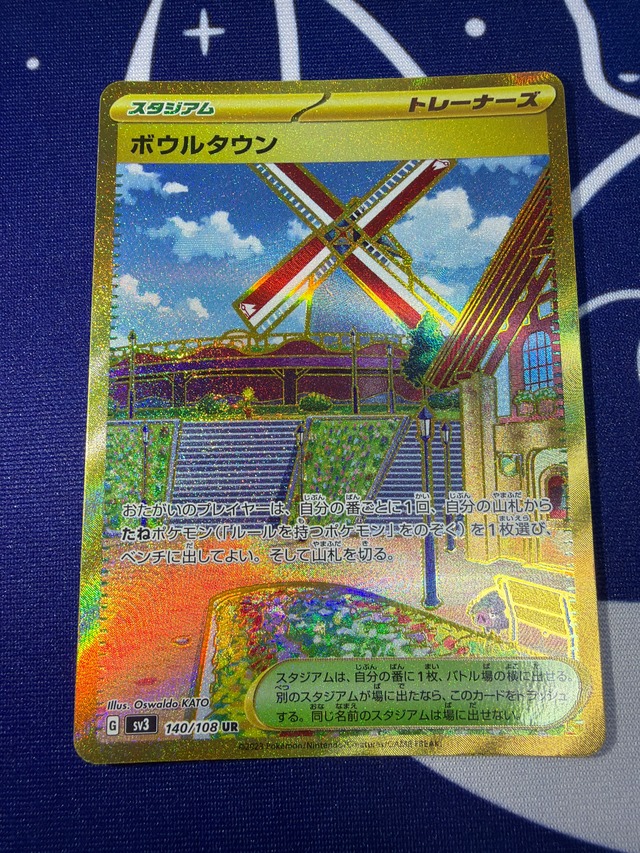 スタジアム トレーナーズ
ボウルタウン
おたがいのプレイヤーは、自分の番ごとに1回、自分の山札から
たねポケモン(「ルールを持つポケモン」をのぞく)を1枚選び、
ベンチに出してよい。そして山札を切る。
スタジアムは、自分の番に1枚、バトル場の横に出せる。
別のスタジアムが場に出たなら、このカードをトラッシュ
する。同じ名前のスタジアムは場に出せない。
Illus. Oswaldo KATO
G sv3 140/108 UR
©2023 Pokémon/Nintendo/Creatures/GAME FREAK.